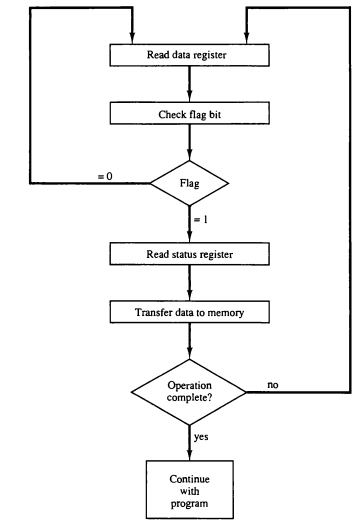 Read data register
Check flag bit
= 0
Flag
= 1
Read status register
Transfer data to memory
Operation
complete?
no
yes
Continue
with
program